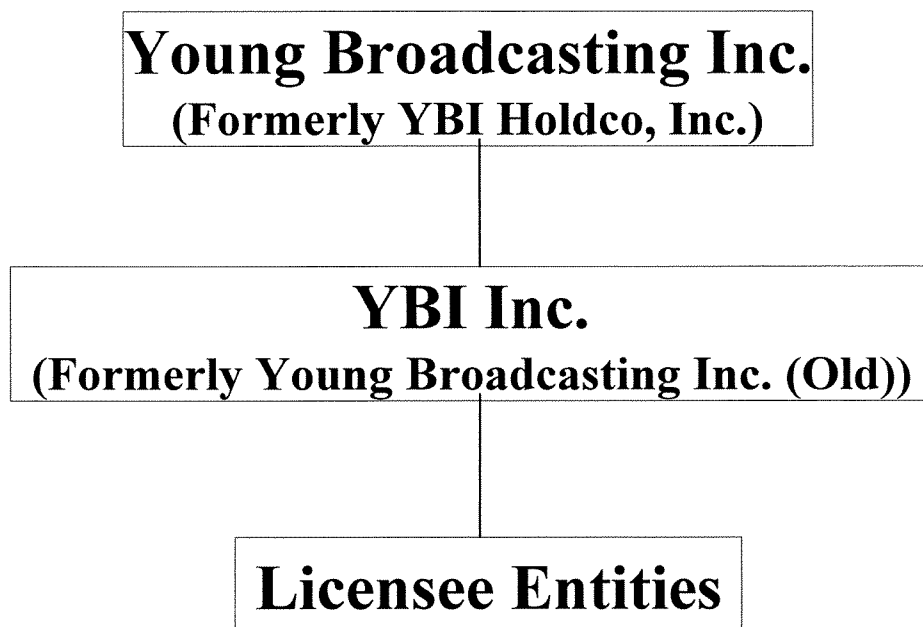 Young Broadcasting Inc.
(Formerly YBI Holdco, Inc.)
YBI Inc.
(Formerly Young Broadcasting Inc. (Old))
Licensee Entities